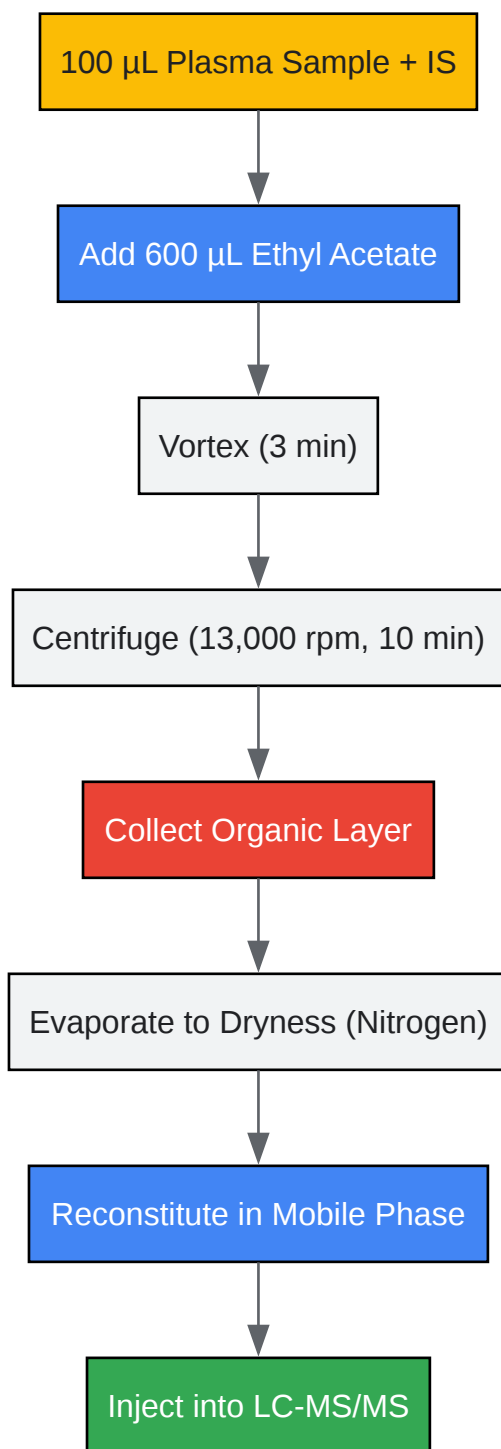 100 µL Plasma Sample + IS
Add 600 µL Ethyl Acetate
Vortex (3 min)
Centrifuge (13,000 rpm, 10 min)
Collect Organic Layer
Evaporate to Dryness (Nitrogen)
Reconstitute in Mobile Phase
Inject into LC-MS/MS